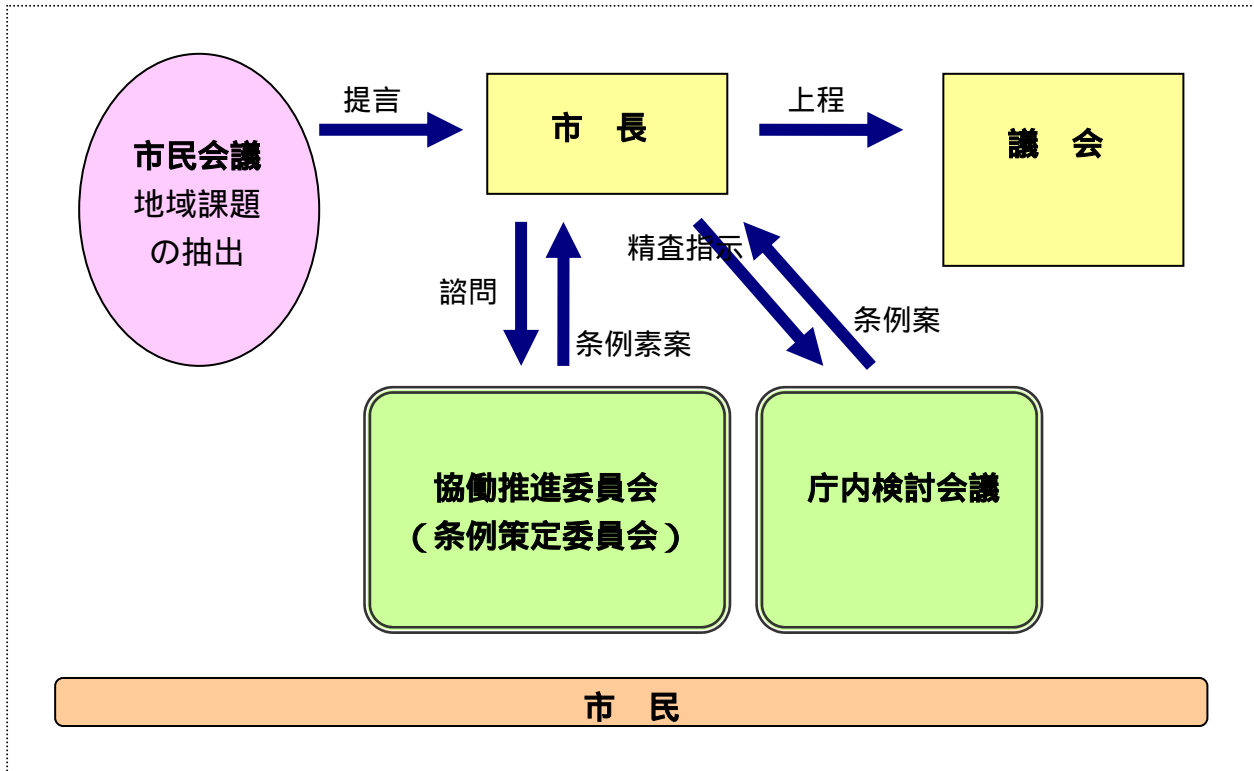 提言
市　長
上程
議　会
市民会議
地域課題
の抽出
精査指示
諮問
条例素案
条例案
協働推進委員会
（条例策定委員会）
庁内検討会議
市　民